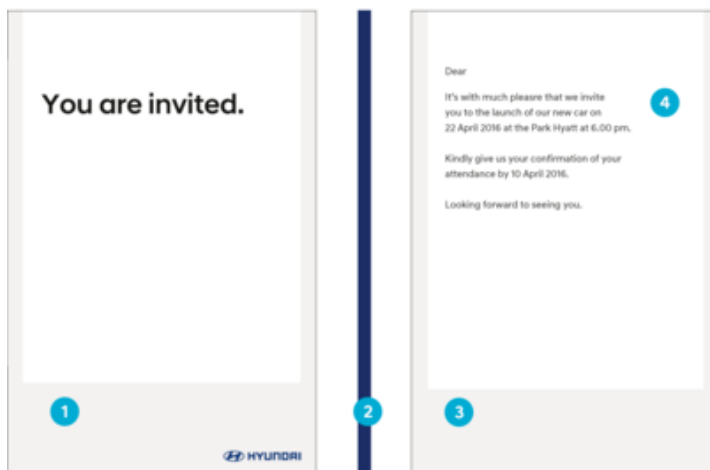 You are invited.
1
HYUNDAI
2
Dear
It's with much pleasre that we invite
you to the launch of our new car on
22 April 2016 at the Park Hyatt at 6.00 pm.
4
Kindly give us your confirmation of your
attendance by 10 April 2016.
Looking forward to seeing you.
3